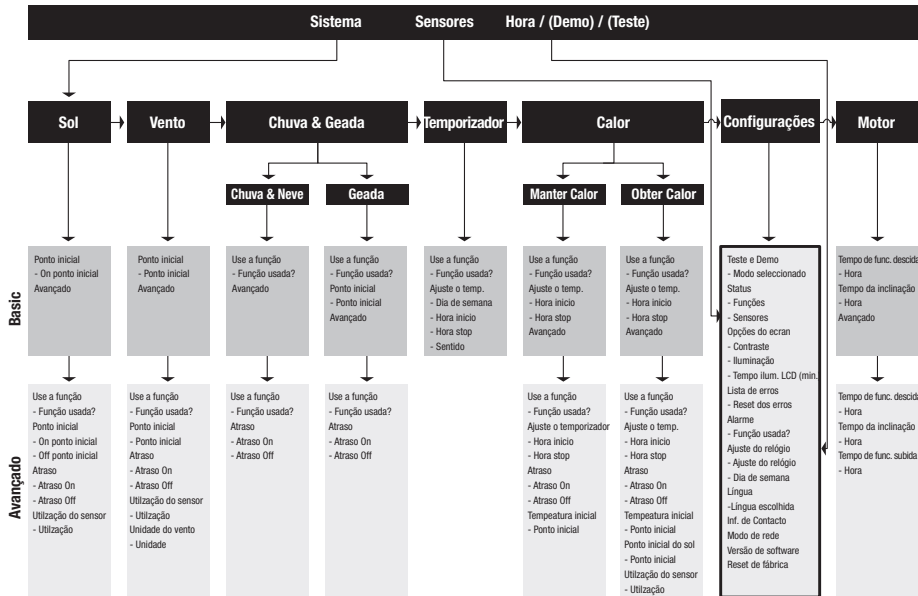 Sistema Sensores Hora / (Demo) / (Teste)
Sol Vento Chuva & Geada Temporizador Calor Configurações Motor
Chuva & Neve Geada Manter Calor Obter Calor
Basic
Ponto inicial
- On ponto inicial
Avançado
Ponto inicial
- Ponto inicial
Avançado
Use a função
- Função usada?
Avançado
Use a função
- Função usada?
Ponto inicial
- Ponto inicial
Avançado
Use a função
- Função usada?
Ajuste o temp.
- Dia de semana
- Hora inicio
- Hora stop
- Sentido
Use a função
- Função usada?
Ajuste o temp.
- Hora inicio
- Hora stop
Avançado
Use a função
- Função usada?
Ajuste o temp.
- Hora inicio
- Hora stop
Avançado
Teste e Demo
- Modo seleccionado
Status
- Funções
- Sensores
Opções do ecran
- Contraste
- Iluminação
- Tempo ilum. LCD (min.
Lista de erros
- Reset dos erros
Alarme
- Função usada?
Ajuste do relógio
- Ajuste do relógio
- Dia de semana
Língua
-Língua escolhida
Inf. de Contacto
Modo de rede
Versão de software
Reset de fábrica
Tempo de func. descida
- Hora
Tempo da inclinação
- Hora
Avançado
Avançado
Use a função
- Função usada?
Ponto inicial
- On ponto inicial
- Off ponto inicial
Atraso
- Atraso On
- Atraso Off
Utilzação do sensor
- Utilzação
Use a função
- Função usada?
Ponto inicial
- Ponto inicial
Atraso
- Atraso On
- Atraso Off
Utilzação do sensor
- Utilzação
Unidade do vento
- Unidade
Use a função
- Função usada?
Atraso
- Atraso On
- Atraso Off
Use a função
- Função usada?
Atraso
- Atraso On
- Atraso Off
Use a função
- Função usada?
Ajuste o temporizador
- Hora inicio
- Hora stop
Atraso
- Atraso On
- Atraso Off
Tempeatura inicial
- Ponto inicial
Use a função
- Função usada?
Ajuste o temp.
- Hora inicio
- Hora stop
Atraso
- Atraso On
- Atraso Off
Tempeatura inicial
- Ponto inicial
Ponto inicial do sol
- Ponto inicial
Utilzação do sensor
- Utilzação
Tempo de func. descida
- Hora
Tempo da inclinação
- Hora
Tempo de func. subida
- Hora